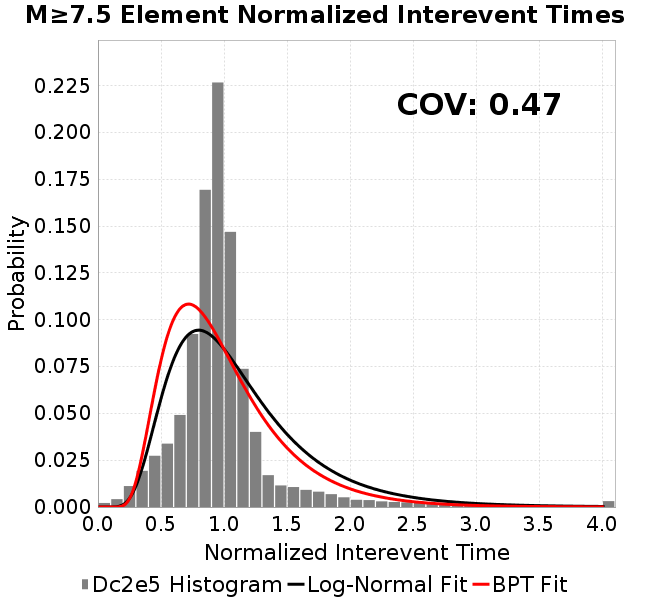 M≥7.5 Element Normalized Interevent Times
COV: 0.47
Probability
0.225
0.200
0.175
0.150
0.125
0.100
0.075
0.050
0.025
0.000
0.0 0.5 1.0 1.5 2.0 2.5 3.0 3.5 4.0
Normalized Interevent Time
Dc2e5 Histogram Log-Normal Fit BPT Fit